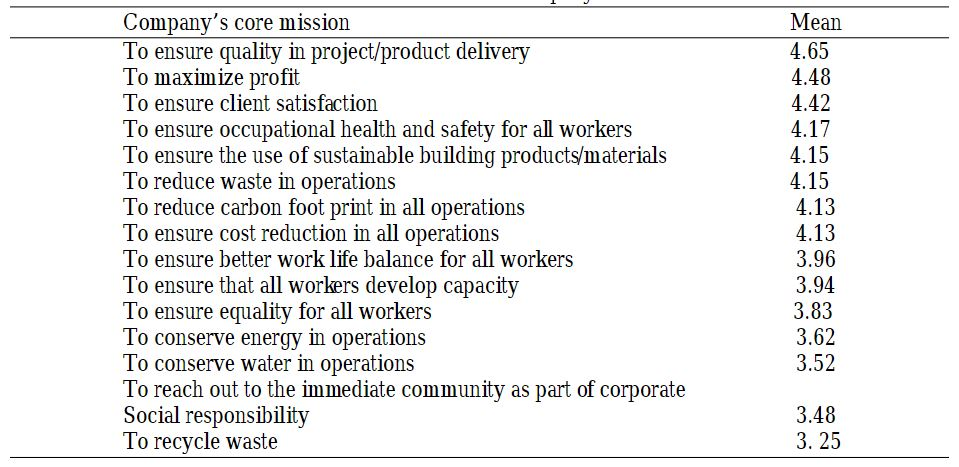 Company's core mission Mean
To ensure quality in project/product delivery 4.65
To maximize profit 4.48
To ensure client satisfaction 4.42
To ensure occupational health and safety for all workers 4.17
To ensure the use of sustainable building products/materials 4.15
To reduce waste in operations 4.15
To reduce carbon foot print in all operations 4.13
To ensure cost reduction in all operations 4.13
To ensure better work life balance for all workers 3.96
To ensure that all workers develop capacity 3.94
To ensure equality for all workers 3.83
To conserve energy in operations 3.62
To conserve water in operations 3.52
To reach out to the immediate community as part of corporate
Social responsibility 3.48
To recycle waste 3. 25